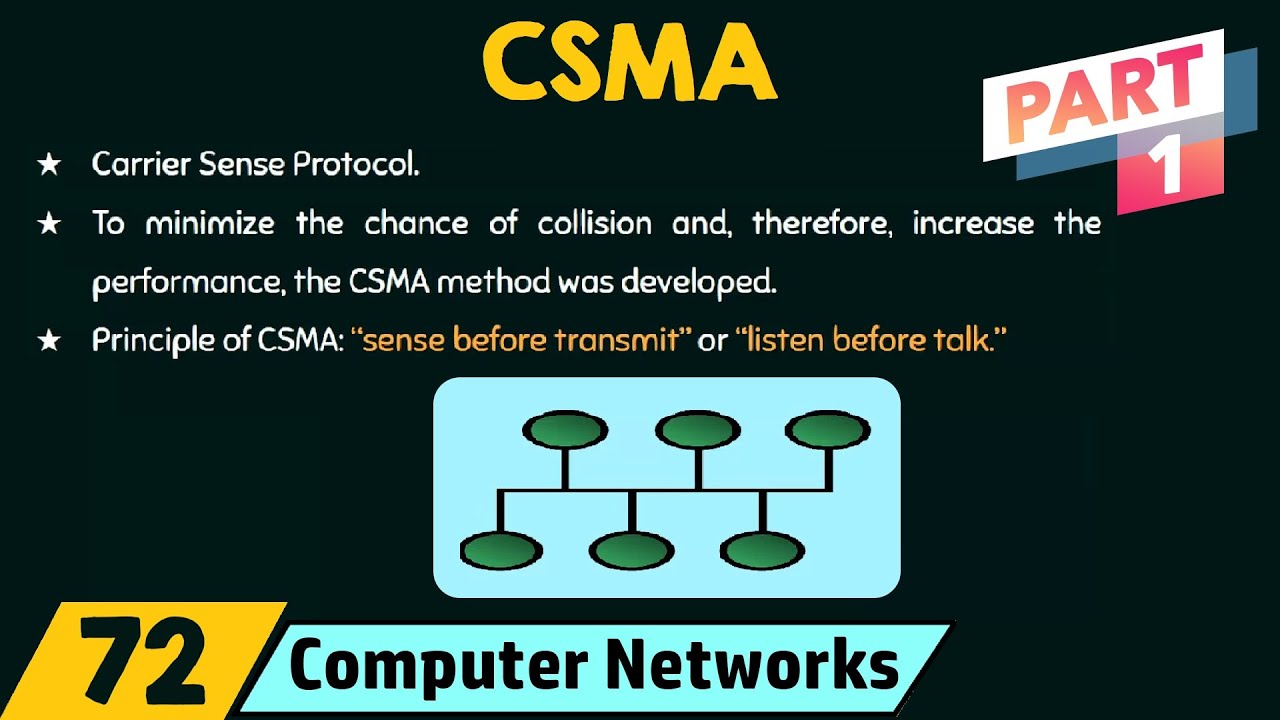 CSMA
PART
1
★ Carrier Sense Protocol.
★ To minimize the chance of collision and, therefore, increase the
performance, the CSMA method was developed.
★ Principle of CSMA: “sense before transmit” or “listen before talk.”
72
Computer Networks